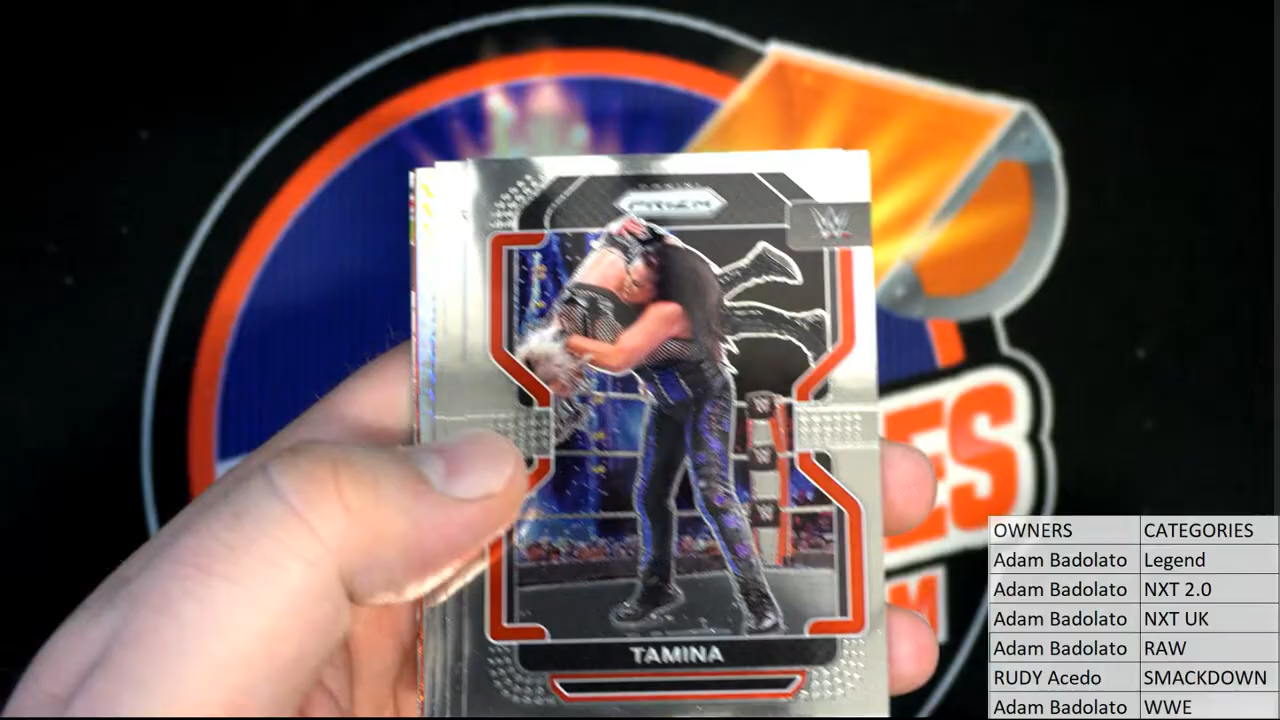 PRIZM
W
TAMINA
ES
M
OWNERS CATEGORIES
Adam Badolato Legend
Adam Badolato NXT 2.0
Adam Badolato NXT UK
Adam Badolato RAW
RUDY Acedo SMACKDOWN
Adam Badolato WWE